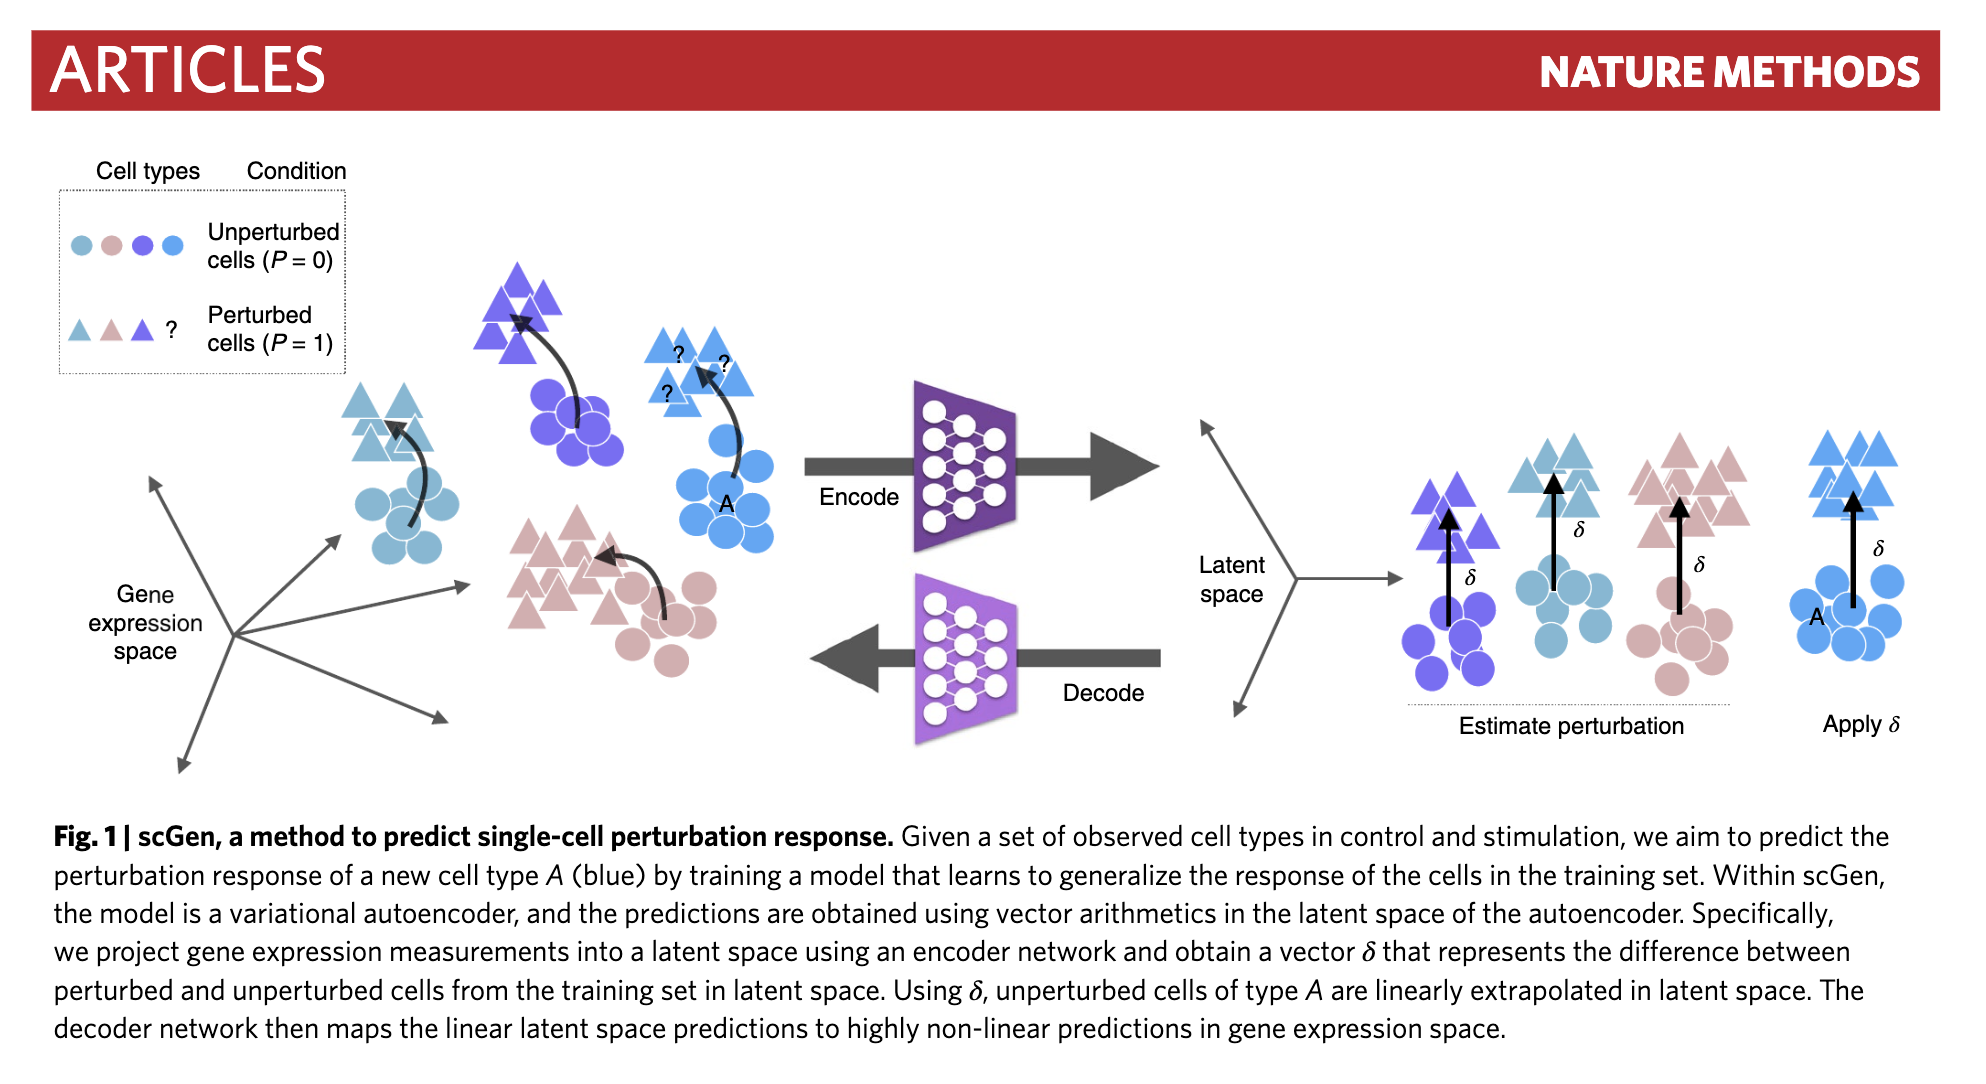 ARTICLES
NATURE METHODS
Cell types Condition
Unperturbed
cells (P = 0)
? Perturbed
cells (P = 1)
? ?
?
A
Gene
expression
space
Encode
Decode
Latent
space
δ
δ
δ
δ
A
Estimate perturbation
Apply δ
Fig. 1 | scGen, a method to predict single-cell perturbation response. Given a set of observed cell types in control and stimulation, we aim to predict the
perturbation response of a new cell type A (blue) by training a model that learns to generalize the response of the cells in the training set. Within scGen,
the model is a variational autoencoder, and the predictions are obtained using vector arithmetics in the latent space of the autoencoder. Specifically,
we project gene expression measurements into a latent space using an encoder network and obtain a vector δ that represents the difference between
perturbed and unperturbed cells from the training set in latent space. Using δ, unperturbed cells of type A are linearly extrapolated in latent space. The
decoder network then maps the linear latent space predictions to highly non-linear predictions in gene expression space.